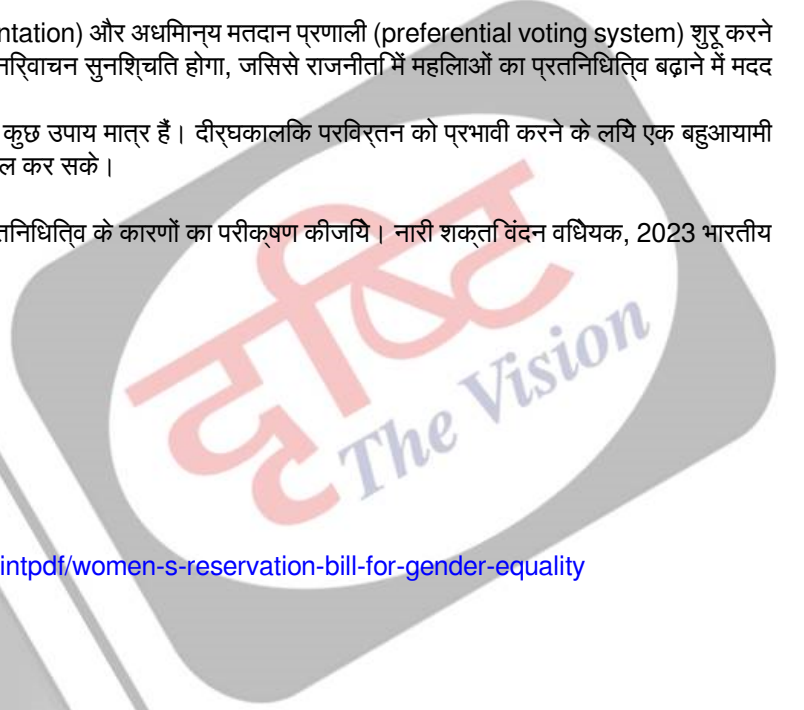 ntation) और अधिमान्य मतदान प्रणाली (preferential voting system) शुरू करने
निर्वाचन सुनिश्चित होगा, जिससे राजनीति में महिलाओं का प्रतिनिधित्व बढ़ाने में मदद
कुछ उपाय मात्र हैं। दीर्घकालिक परिवर्तन को प्रभावी करने के लिये एक बहुआयामी
ल कर सके।
तिनिधित्व के कारणों का परीक्षण कीजिये। नारी शक्ति वंदन विधेयक, 2023 भारतीय
दृष्टि
The Vision
intpdf/women-s-reservation-bill-for-gender-equality